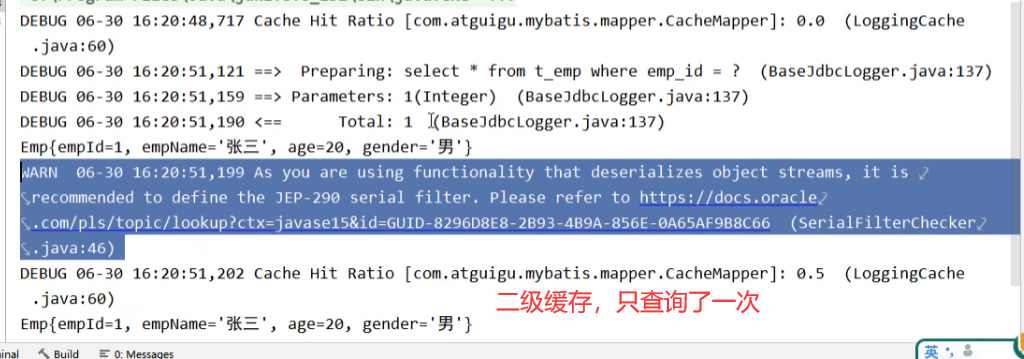 DEBUG 06-30 16:20:48,717 Cache Hit Ratio [com.atguigu.mybatis.mapper.CacheMapper]: 0.0  (LoggingCache
.java:60)
DEBUG 06-30 16:20:51,121 ==>  Preparing: select * from t_emp where emp_id = ?  (BaseJdbcLogger.java:137)
DEBUG 06-30 16:20:51,159 ==> Parameters: 1(Integer)  (BaseJdbcLogger.java:137)
DEBUG 06-30 16:20:51,190 <==      Total: 1  (BaseJdbcLogger.java:137)
Emp{empId=1, empName='张三', age=20, gender='男'}
WARN  06-30 16:20:51,199 As you are using functionality that deserializes object streams, it is
recommended to define the JEP-290 serial filter. Please refer to https://docs.oracle
.com/pls/topic/lookup?ctx=javase15&id=GUID-8296D8E8-2B93-4B9A-856E-0A65AF9B8C66  (SerialFilterChecker
.java:46)
DEBUG 06-30 16:20:51,202 Cache Hit Ratio [com.atguigu.mybatis.mapper.CacheMapper]: 0.5  (LoggingCache
.java:60)
二级缓存，只查询了一次
Emp{empId=1, empName='张三', age=20, gender='男'}
Build 0: Messages
英